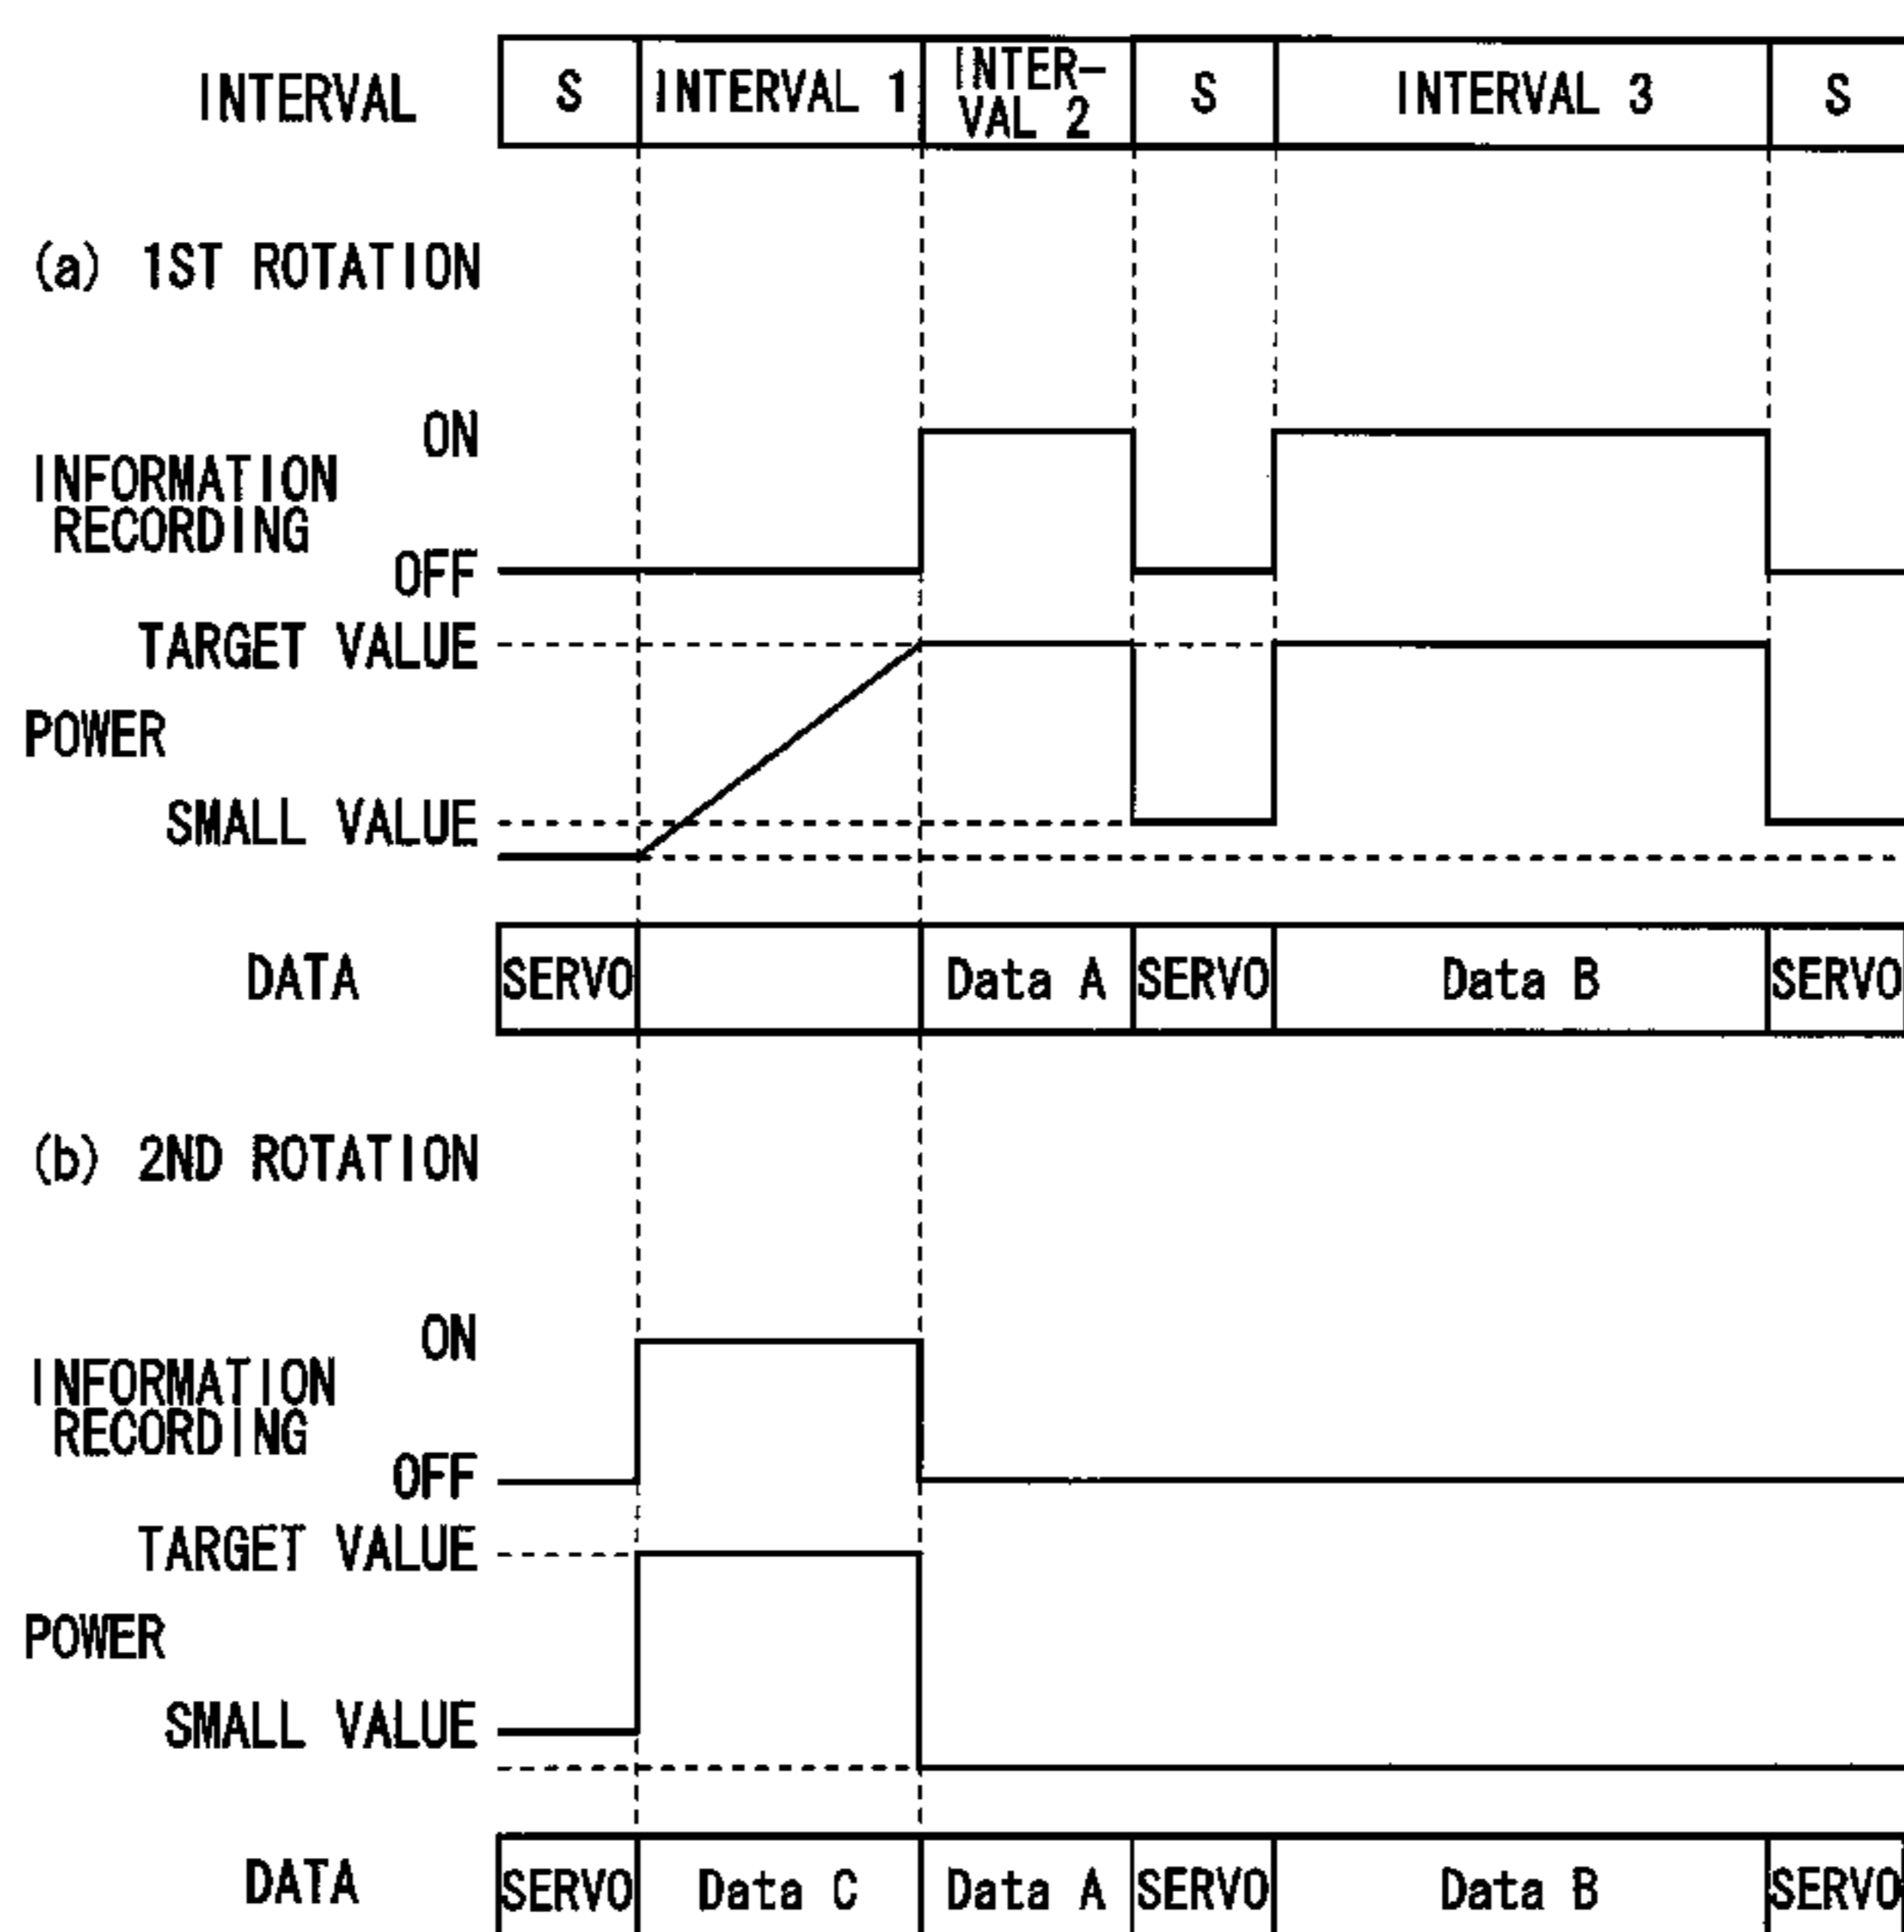 INTERVAL S INTERVAL 1 INTER-
VAL 2 S INTERVAL 3 S
(a) 1ST ROTATION
ON
INFORMATION
RECORDING
OFF
TARGET VALUE
POWER
SMALL VALUE
DATA SERVO Data A SERVO Data B SERVO
(b) 2ND ROTATION
ON
INFORMATION
RECORDING
OFF
TARGET VALUE
POWER
SMALL VALUE
DATA SERVO Data C Data A SERVO Data B SERVO